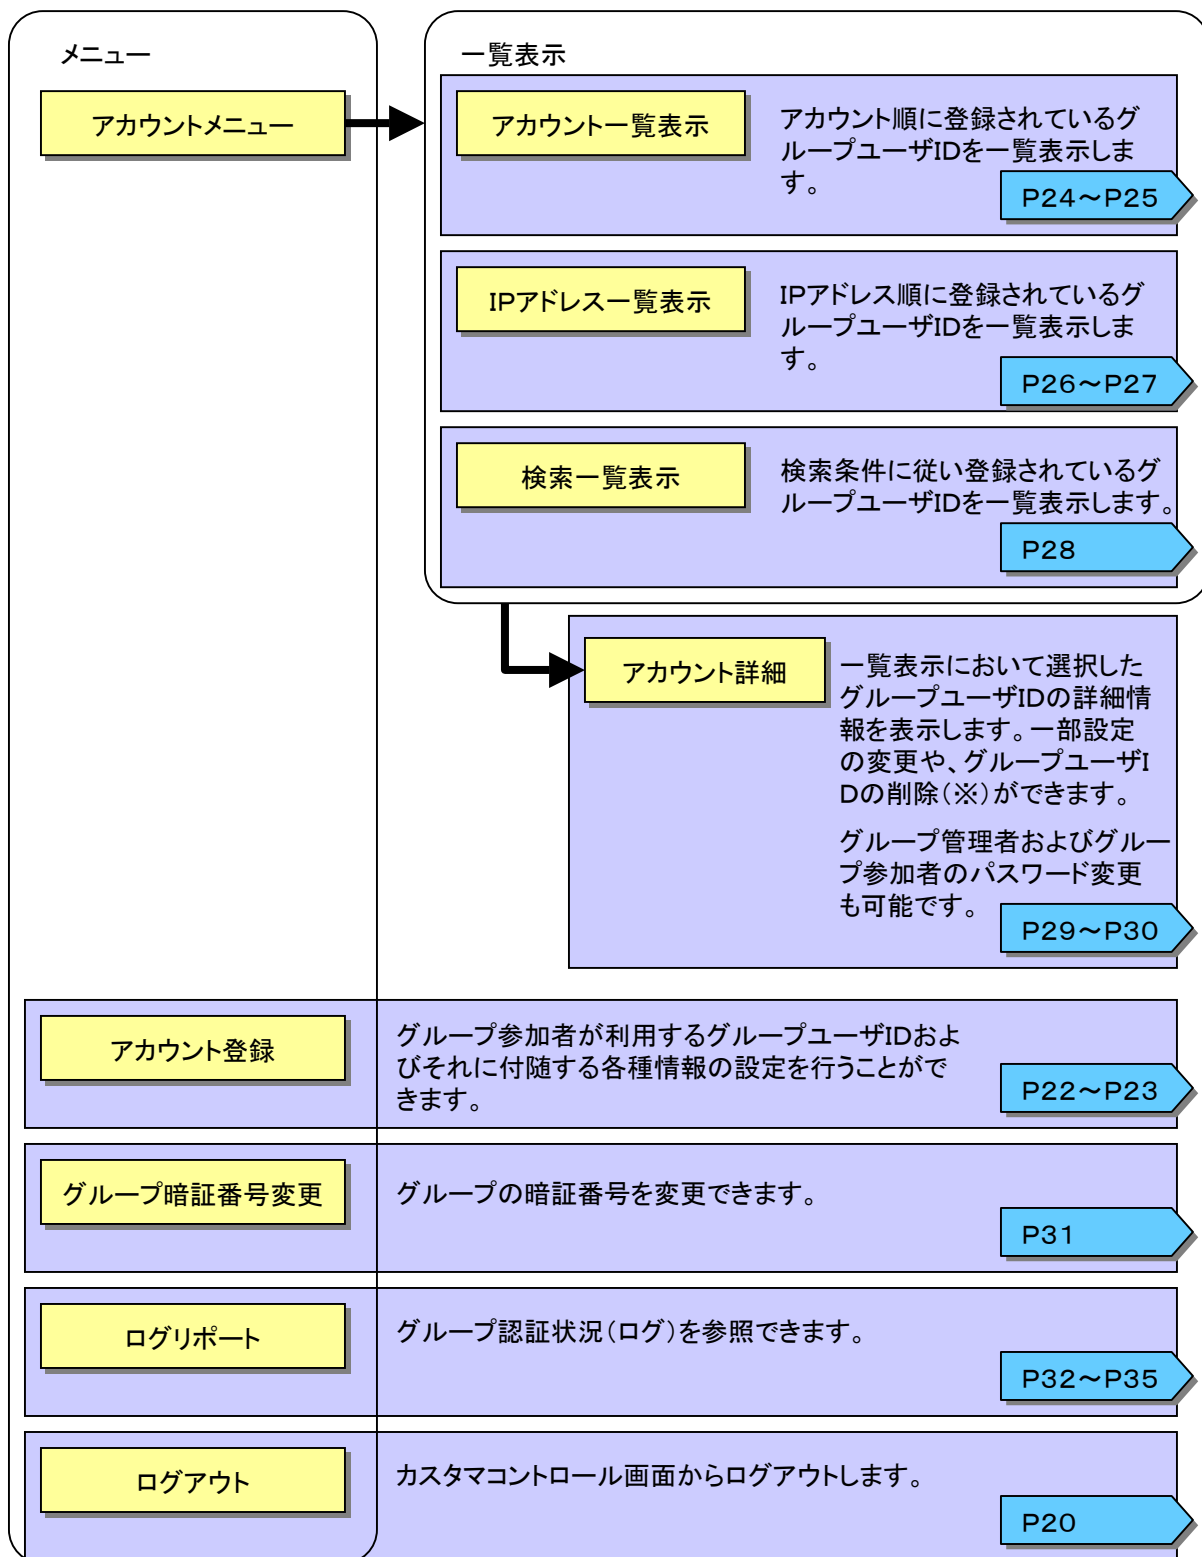 メニュー
アカウントメニュー
一覧表示
アカウント一覧表示
アカウント順に登録されているグ
ループユーザIDを一覧表示しま
す。
P24～P25
IPアドレス一覧表示
IPアドレス順に登録されているグ
ループユーザIDを一覧表示しま
す。
P26～P27
検索一覧表示
検索条件に従い登録されているグ
ループユーザIDを一覧表示します。
P28
アカウント詳細
一覧表示において選択した
グループユーザIDの詳細情
報を表示します。一部設定
の変更や、グループユーザI
Dの削除（※）ができます。
グループ管理者およびグルー
プ参加者のパスワード変更
も可能です。
P29～P30
アカウント登録
グループ参加者が利用するグループユーザIDおよ
びそれに付随する各種情報の設定を行うことがで
きます。
P22～P23
グループ暗証番号変更
グループの暗証番号を変更できます。
P31
ログリポート
グループ認証状況（ログ）を参照できます。
P32～P35
ログアウト
カスタマコントロール画面からログアウトします。
P20